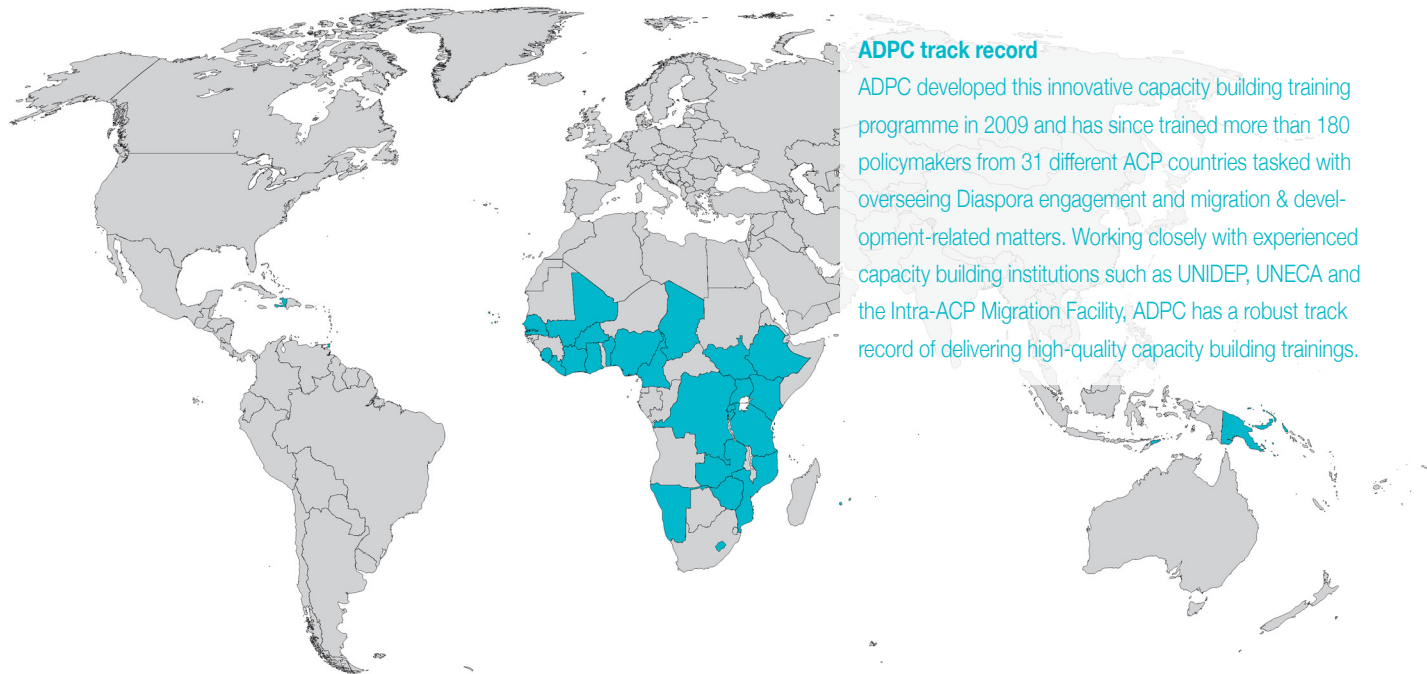 ADPC track record
ADPC developed this innovative capacity building training
programme in 2009 and has since trained more than 180
policymakers from 31 different ACP countries tasked with
overseeing Diaspora engagement and migration & devel-
opment-related matters. Working closely with experienced
capacity building institutions such as UNIDEP, UNECA and
the Intra-ACP Migration Facility, ADPC has a robust track
record of delivering high-quality capacity building trainings.